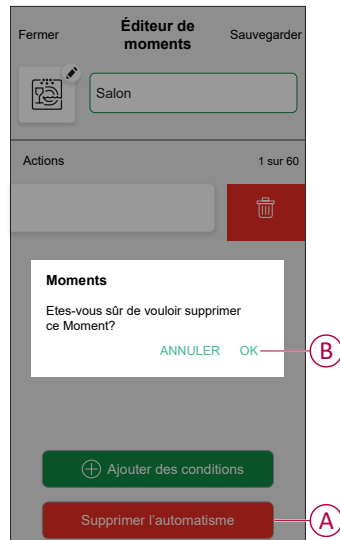 Fermer
Éditeur de
moments
Sauvegarder
Salon
Actions
1 sur 60
Moments
Etes-vous sûr de vouloir supprimer
ce Moment?
ANNULER OK
B
Ajouter des conditions
Supprimer l'automatisme
A